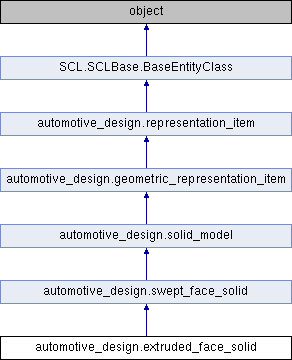 object
SCL.SCLBase.BaseEntityClass
automotive_design.representation_item
automotive_design.geometric_representation_item
automotive_design.solid_model
automotive_design.swept_face_solid
automotive_design.extruded_face_solid